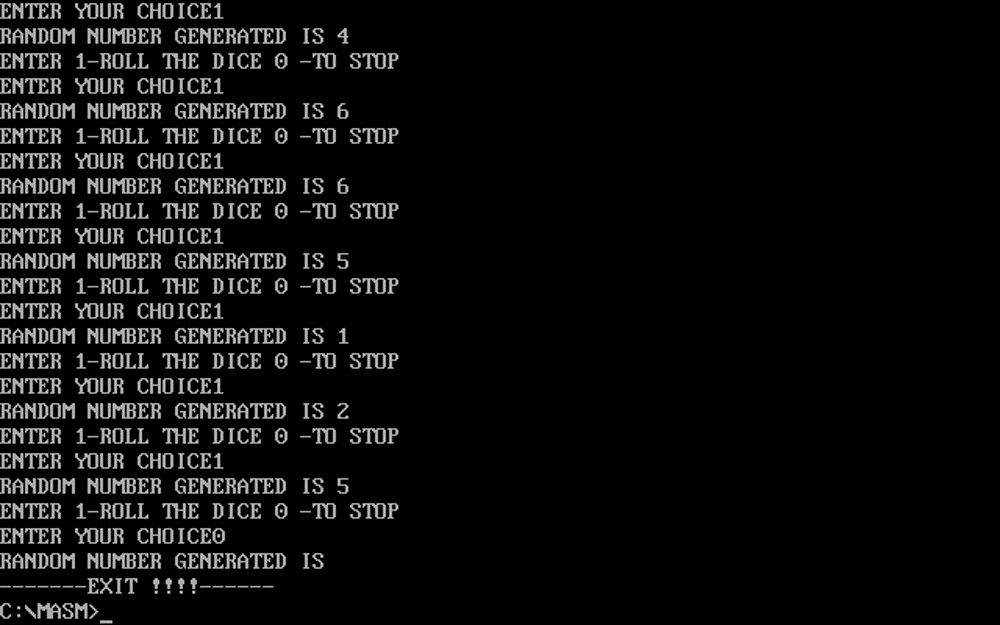 ENTER YOUR CHOICE1
RANDOM NUMBER GENERATED IS 4
ENTER 1-ROLL THE DICE 0 -TO STOP
ENTER YOUR CHOICE1
RANDOM NUMBER GENERATED IS 6
ENTER 1-ROLL THE DICE 0 -TO STOP
ENTER YOUR CHOICE1
RANDOM NUMBER GENERATED IS 6
ENTER 1-ROLL THE DICE 0 -TO STOP
ENTER YOUR CHOICE1
RANDOM NUMBER GENERATED IS 5
ENTER 1-ROLL THE DICE 0 -TO STOP
ENTER YOUR CHOICE1
RANDOM NUMBER GENERATED IS 1
ENTER 1-ROLL THE DICE 0 -TO STOP
ENTER YOUR CHOICE1
RANDOM NUMBER GENERATED IS 2
ENTER 1-ROLL THE DICE 0 -TO STOP
ENTER YOUR CHOICE1
RANDOM NUMBER GENERATED IS 5
ENTER 1-ROLL THE DICE 0 -TO STOP
ENTER YOUR CHOICE0
RANDOM NUMBER GENERATED IS
-------EXIT !!!!------
C:\MASM>_